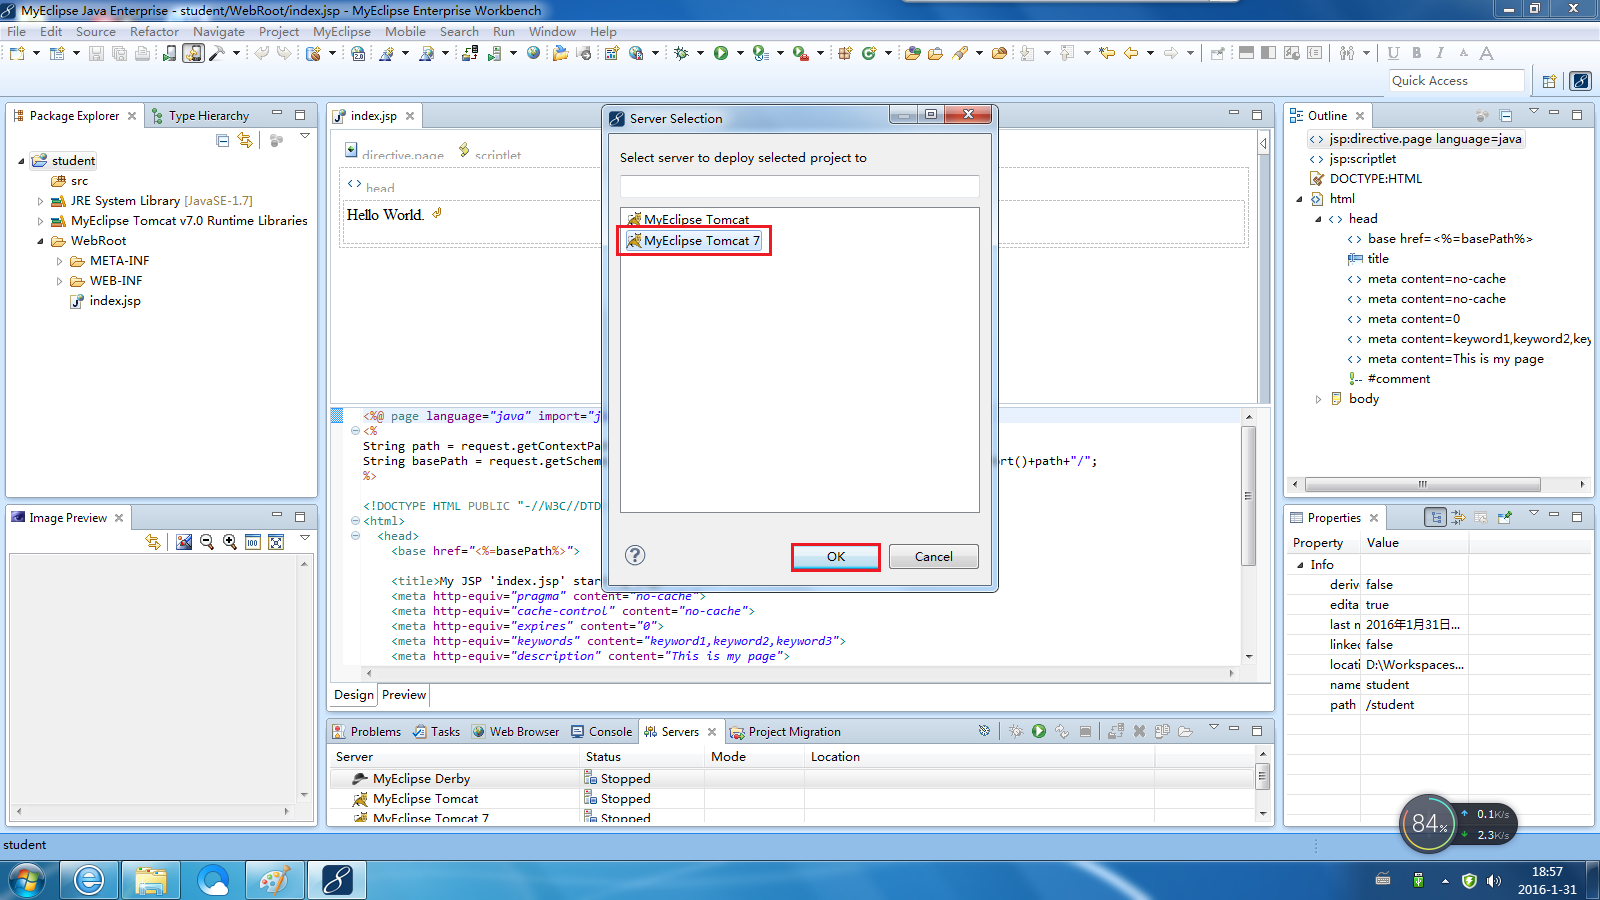 MyEclipse Java Enterprise - student/WebRoot/index.jsp - MyEclipse Enterprise Workbench
File Edit Source Refactor Navigate Project MyEclipse Mobile Search Run Window Help
Quick Access
Package Explorer
Type Hierarchy
student
src
JRE System Library [JavaSE-1.7]
MyEclipse Tomcat v7.0 Runtime Libraries
WebRoot
META-INF
WEB-INF
index.jsp
Image Preview
index.jsp
directive.page scriptlet
head
Hello World.
<%@ page language="java" import="j
<%
String path = request.getContextPa
String basePath = request.getSchem
rt()+path+"/";
%>
<!DOCTYPE HTML PUBLIC "-//W3C//DTD
<html>
<head>
<base href="<%=basePath%>">
<title>My JSP 'index.jsp' star
<meta http-equiv="pragma" content="no-cache">
<meta http-equiv="cache-control" content="no-cache">
<meta http-equiv="expires" content="0">
<meta http-equiv="keywords" content="keyword1,keyword2,keyword3">
<meta http-equiv="description" content="This is my page">
Design Preview
Server Selection
Select server to deploy selected project to
MyEclipse Tomcat
MyEclipse Tomcat 7
OK
Cancel
Problems Tasks Web Browser Console Servers Project Migration
Server Status Mode Location
MyEclipse Derby Stopped
MyEclipse Tomcat Stopped
MyEclipse Tomcat 7 Stopped
Outline
jsp:directive.page language=java
jsp:scriptlet
DOCTYPE:HTML
html
head
base href=<%=basePath%>
title
meta content=no-cache
meta content=no-cache
meta content=0
meta content=keyword1,keyword2,key
meta content=This is my page
#comment
body
Properties
Property Value
Info
derive false
edita true
last n 2016年1月31日...
linked false
locati D:\Workspaces...
name student
path /student
84%
0.1K/s
2.3K/s
student
18:57
2016-1-31